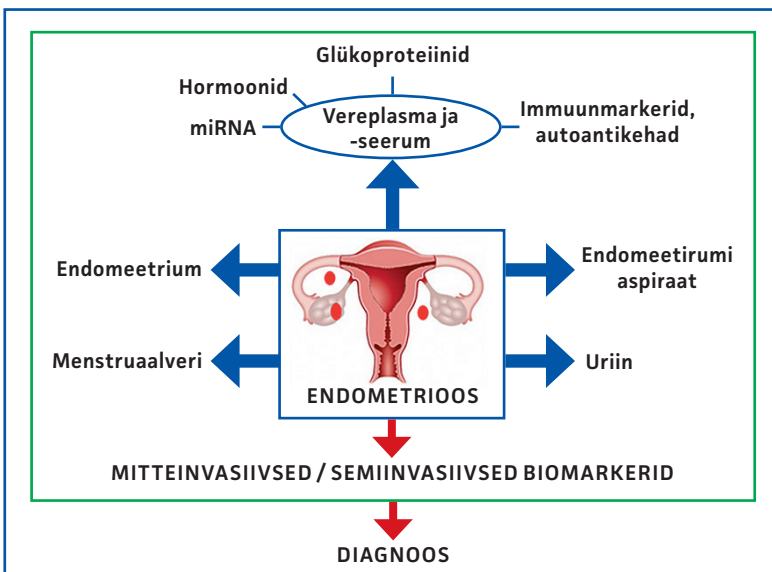 Glükoproteiinid
Hormoonid
miRNA
Vereplasma ja
-seerum
Immuunmarkerid,
autoantikehad
Endomeetrium
Endomeetirumi
aspiraat
Menstruaalveri
Uriin
ENDOMETRIOOS
MITTEINVASIIVSED / SEMIINVASIIVSED BIOMARKERID
DIAGNOOS